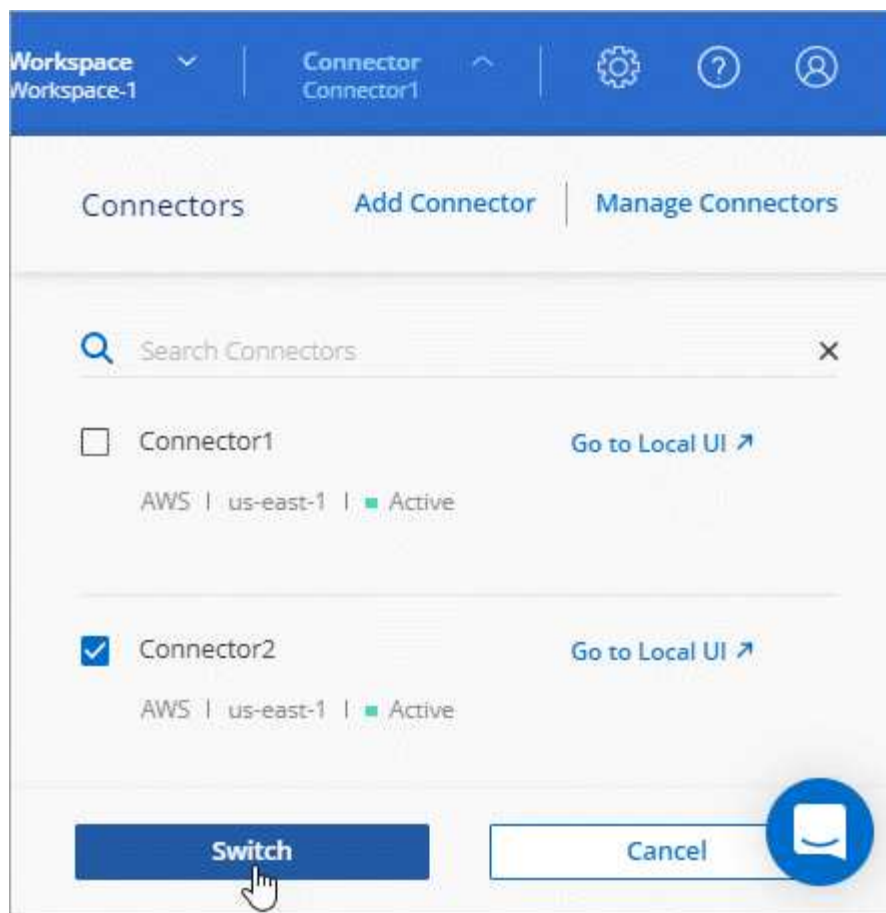 Workspace
Workspace-1
Connector
Connector1
?
Connectors
Add Connector
Manage Connectors
Search Connectors
Connector1
Go to Local UI
AWS | us-east-1 | Active
Connector2
Go to Local UI
AWS | us-east-1 | Active
Switch
Cancel